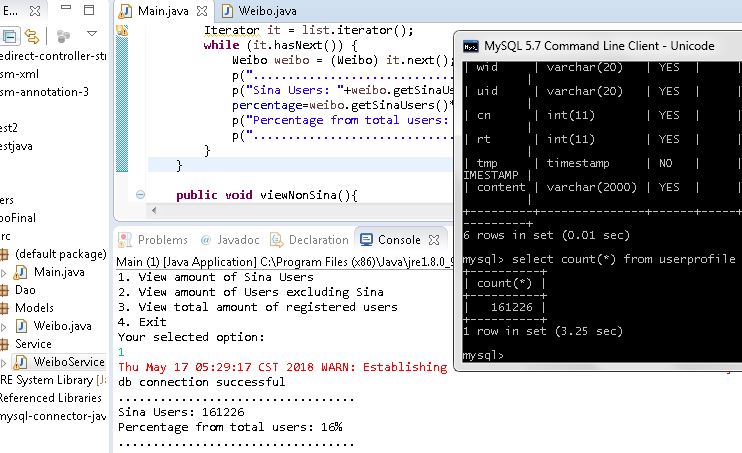 E...
Main.java
Weibo.java
Iterator it = list.iterator();
while (it.hasNext()) {
Weibo weibo = (Weibo) it.next();
p("..............................
p("Sina Users: "+weibo.getSinaUs
percentage=weibo.getSinaUsers()*
p("Percentage from total users:
p("..............................
}
}
public void viewNonSina(){
edirect-controller-str
sm-xml
sm-annotation-3
est2
estjava
ers
boFinal
rc
(default package)
Main.java
Dao
Models
Weibo.java
Service
WeiboService
RE System Library [Ja
Referenced Libraries
mysql-connector-jav
Problems @ Javadoc Declaration Console
Main (1) [Java Application] C:\Program Files (x86)\Java\jre1.8.0_9
1. View amount of Sina Users
2. View amount of Users excluding Sina
3. View total amount of registered users
4. Exit
Your selected option:
1
Thu May 17 05:29:17 CST 2018 WARN: Establishing
db connection successful
.................................
Sina Users: 161226
Percentage from total users: 16%
.................................
MySQL 5.7 Command Line Client - Unicode
| wid | varchar(20) | YES | |
|
| uid | varchar(20) | YES | |
|
| cn | int(11) | YES | |
|
| rt | int(11) | YES | |
|
| tmp | timestamp | NO | |
IMESTAMP |
| content | varchar(2000) | YES | |
|
+---------+---------------+------+-----+
---------+
6 rows in set (0.01 sec)
mysql> select count(*) from userprofile
+----------+
| count(*) |
+----------+
| 161226 |
+----------+
1 row in set (3.25 sec)
mysql>